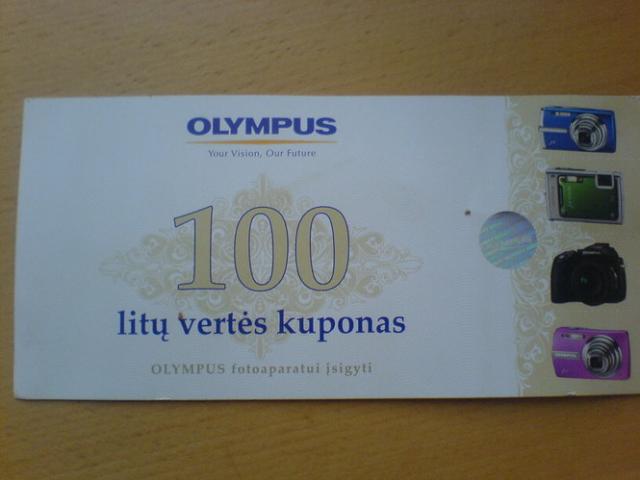 OLYMPUS
Your Vision, Our Future
100
litų vertės kuponas
OLYMPUS fotoaparatui įsigyti